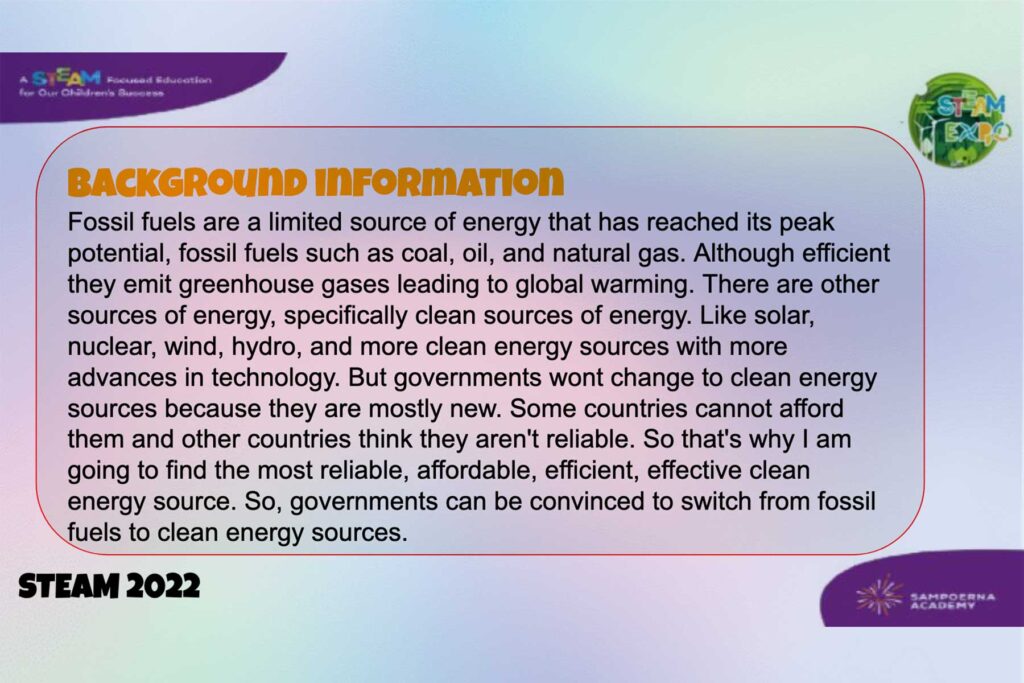 A STEAM Focused Education
for Our Children's Success
STEAM
EXPO
BACKGROUND INFORMATION
Fossil fuels are a limited source of energy that has reached its peak
potential, fossil fuels such as coal, oil, and natural gas. Although efficient
they emit greenhouse gases leading to global warming. There are other
sources of energy, specifically clean sources of energy. Like solar,
nuclear, wind, hydro, and more clean energy sources with more
advances in technology. But governments wont change to clean energy
sources because they are mostly new. Some countries cannot afford
them and other countries think they aren't reliable. So that's why I am
going to find the most reliable, affordable, efficient, effective clean
energy source. So, governments can be convinced to switch from fossil
fuels to clean energy sources.
STEAM 2022
SAMPOERNA
ACADEMY